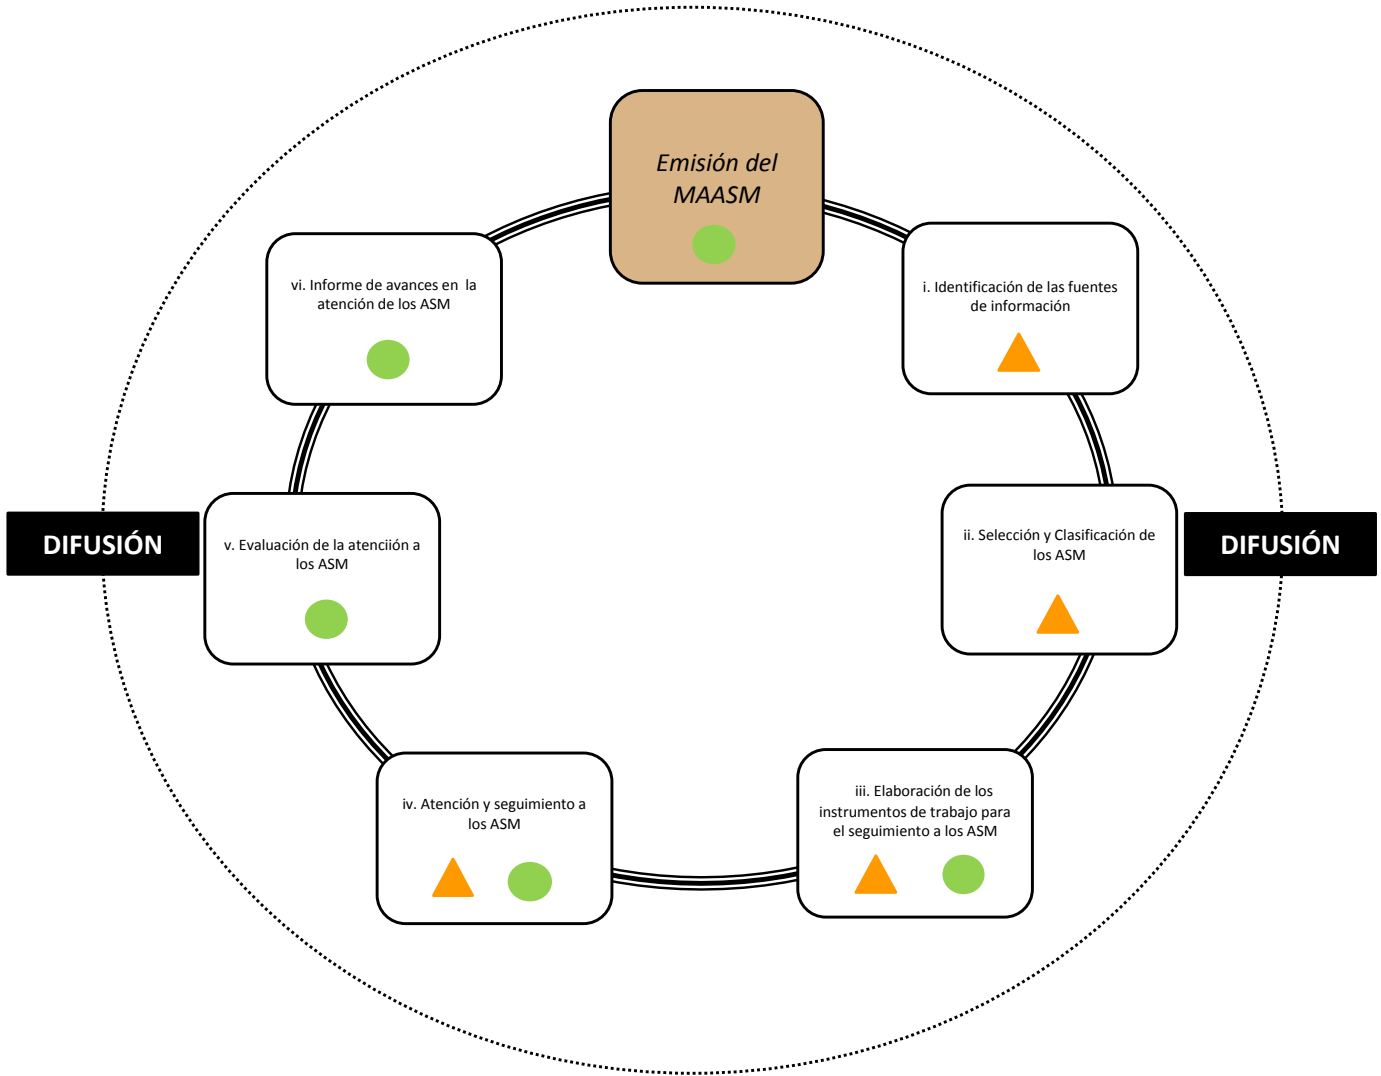 Emisión del
MAASM
i. Identificación de las fuentes
de información
ii. Selección y Clasificación de
los ASM
iii. Elaboración de los
instrumentos de trabajo para
el seguimiento a los ASM
iv. Atención y seguimiento a
los ASM
v. Evaluación de la atenciión a
los ASM
vi. Informe de avances en  la
atención de los ASM
DIFUSIÓN
DIFUSIÓN